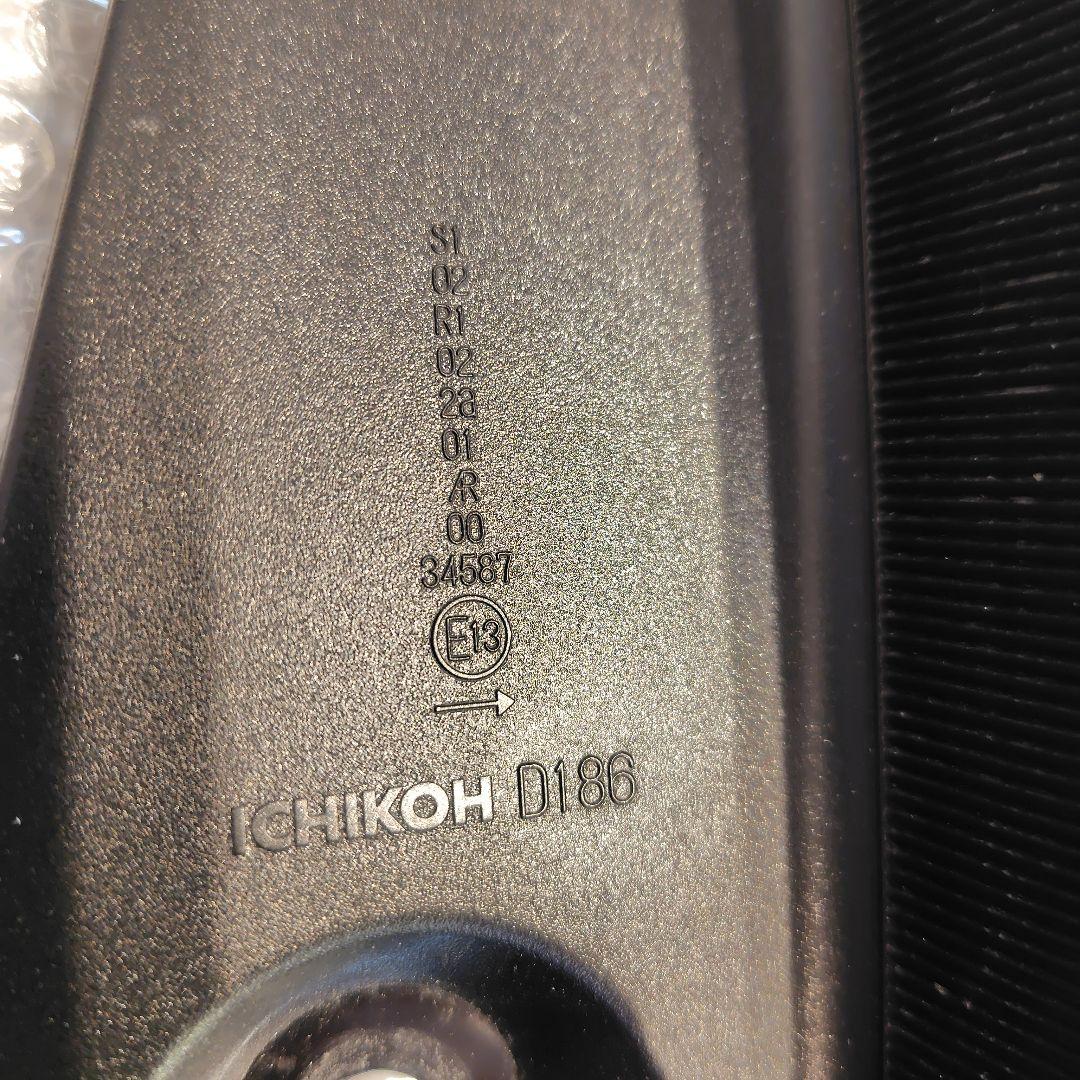 S1
02
R1
02
2a
01
AR
00
34587
E13
→
ICHIKOH D186